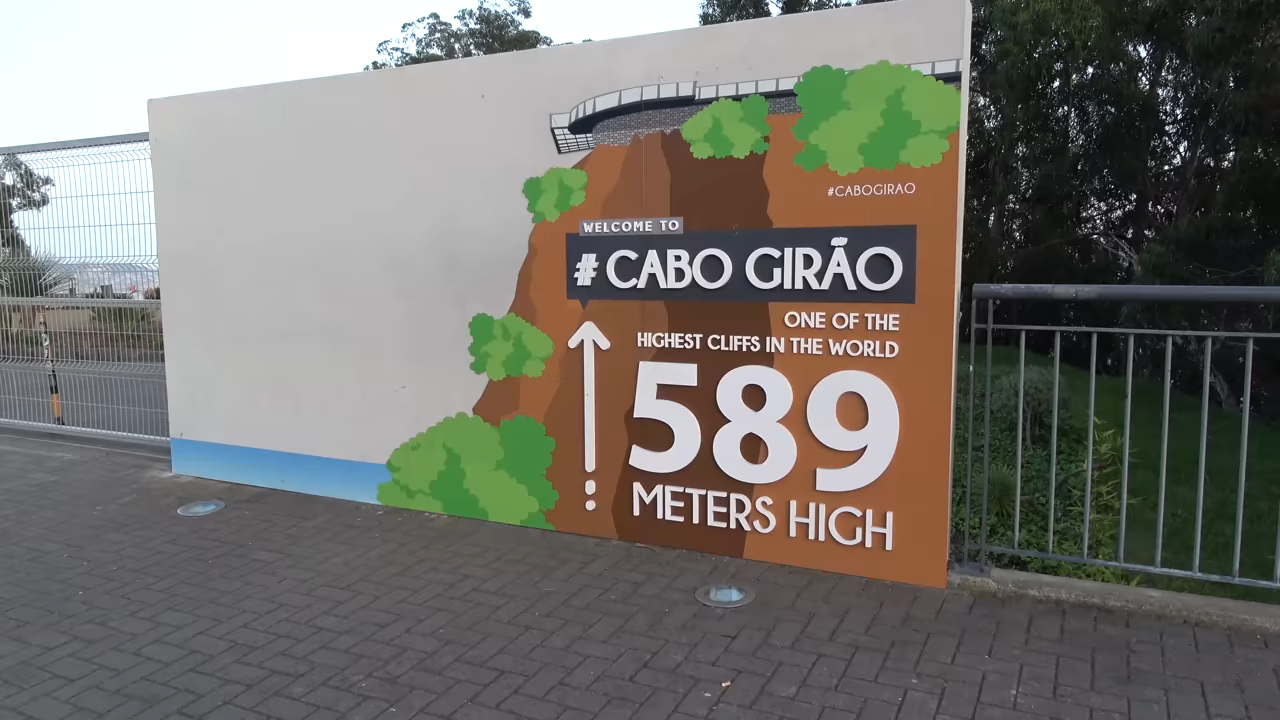 #CABOGIRAO
WELCOME TO
# CABO GIRÃO
ONE OF THE
HIGHEST CLIFFS IN THE WORLD
589
METERS HIGH